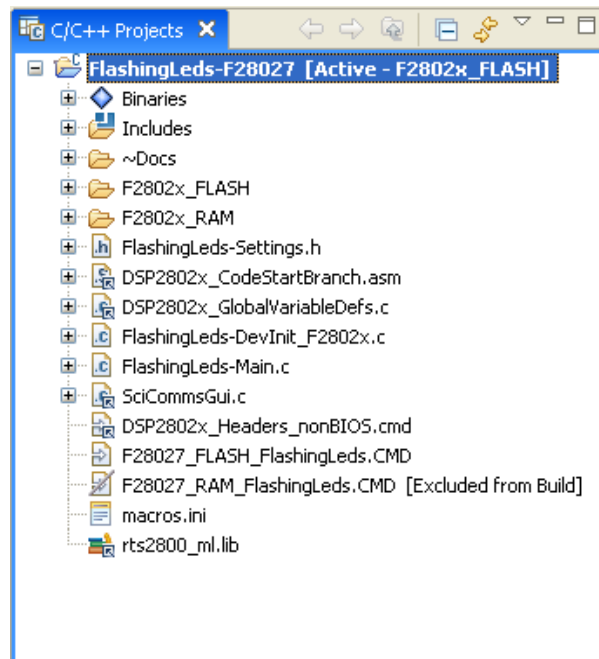 C/C++ Projects
FlashingLeds-F28027 [Active - F2802x_FLASH]
Binaries
Includes
~Docs
F2802x_FLASH
F2802x_RAM
FlashingLeds-Settings.h
DSP2802x_CodeStartBranch.asm
DSP2802x_GlobalVariableDefs.c
FlashingLeds-DevInit_F2802x.c
FlashingLeds-Main.c
SciCommsGui.c
DSP2802x_Headers_nonBIOS.cmd
F28027_FLASH_FlashingLeds.CMD
F28027_RAM_FlashingLeds.CMD [Excluded from Build]
macros.ini
rts2800_ml.lib